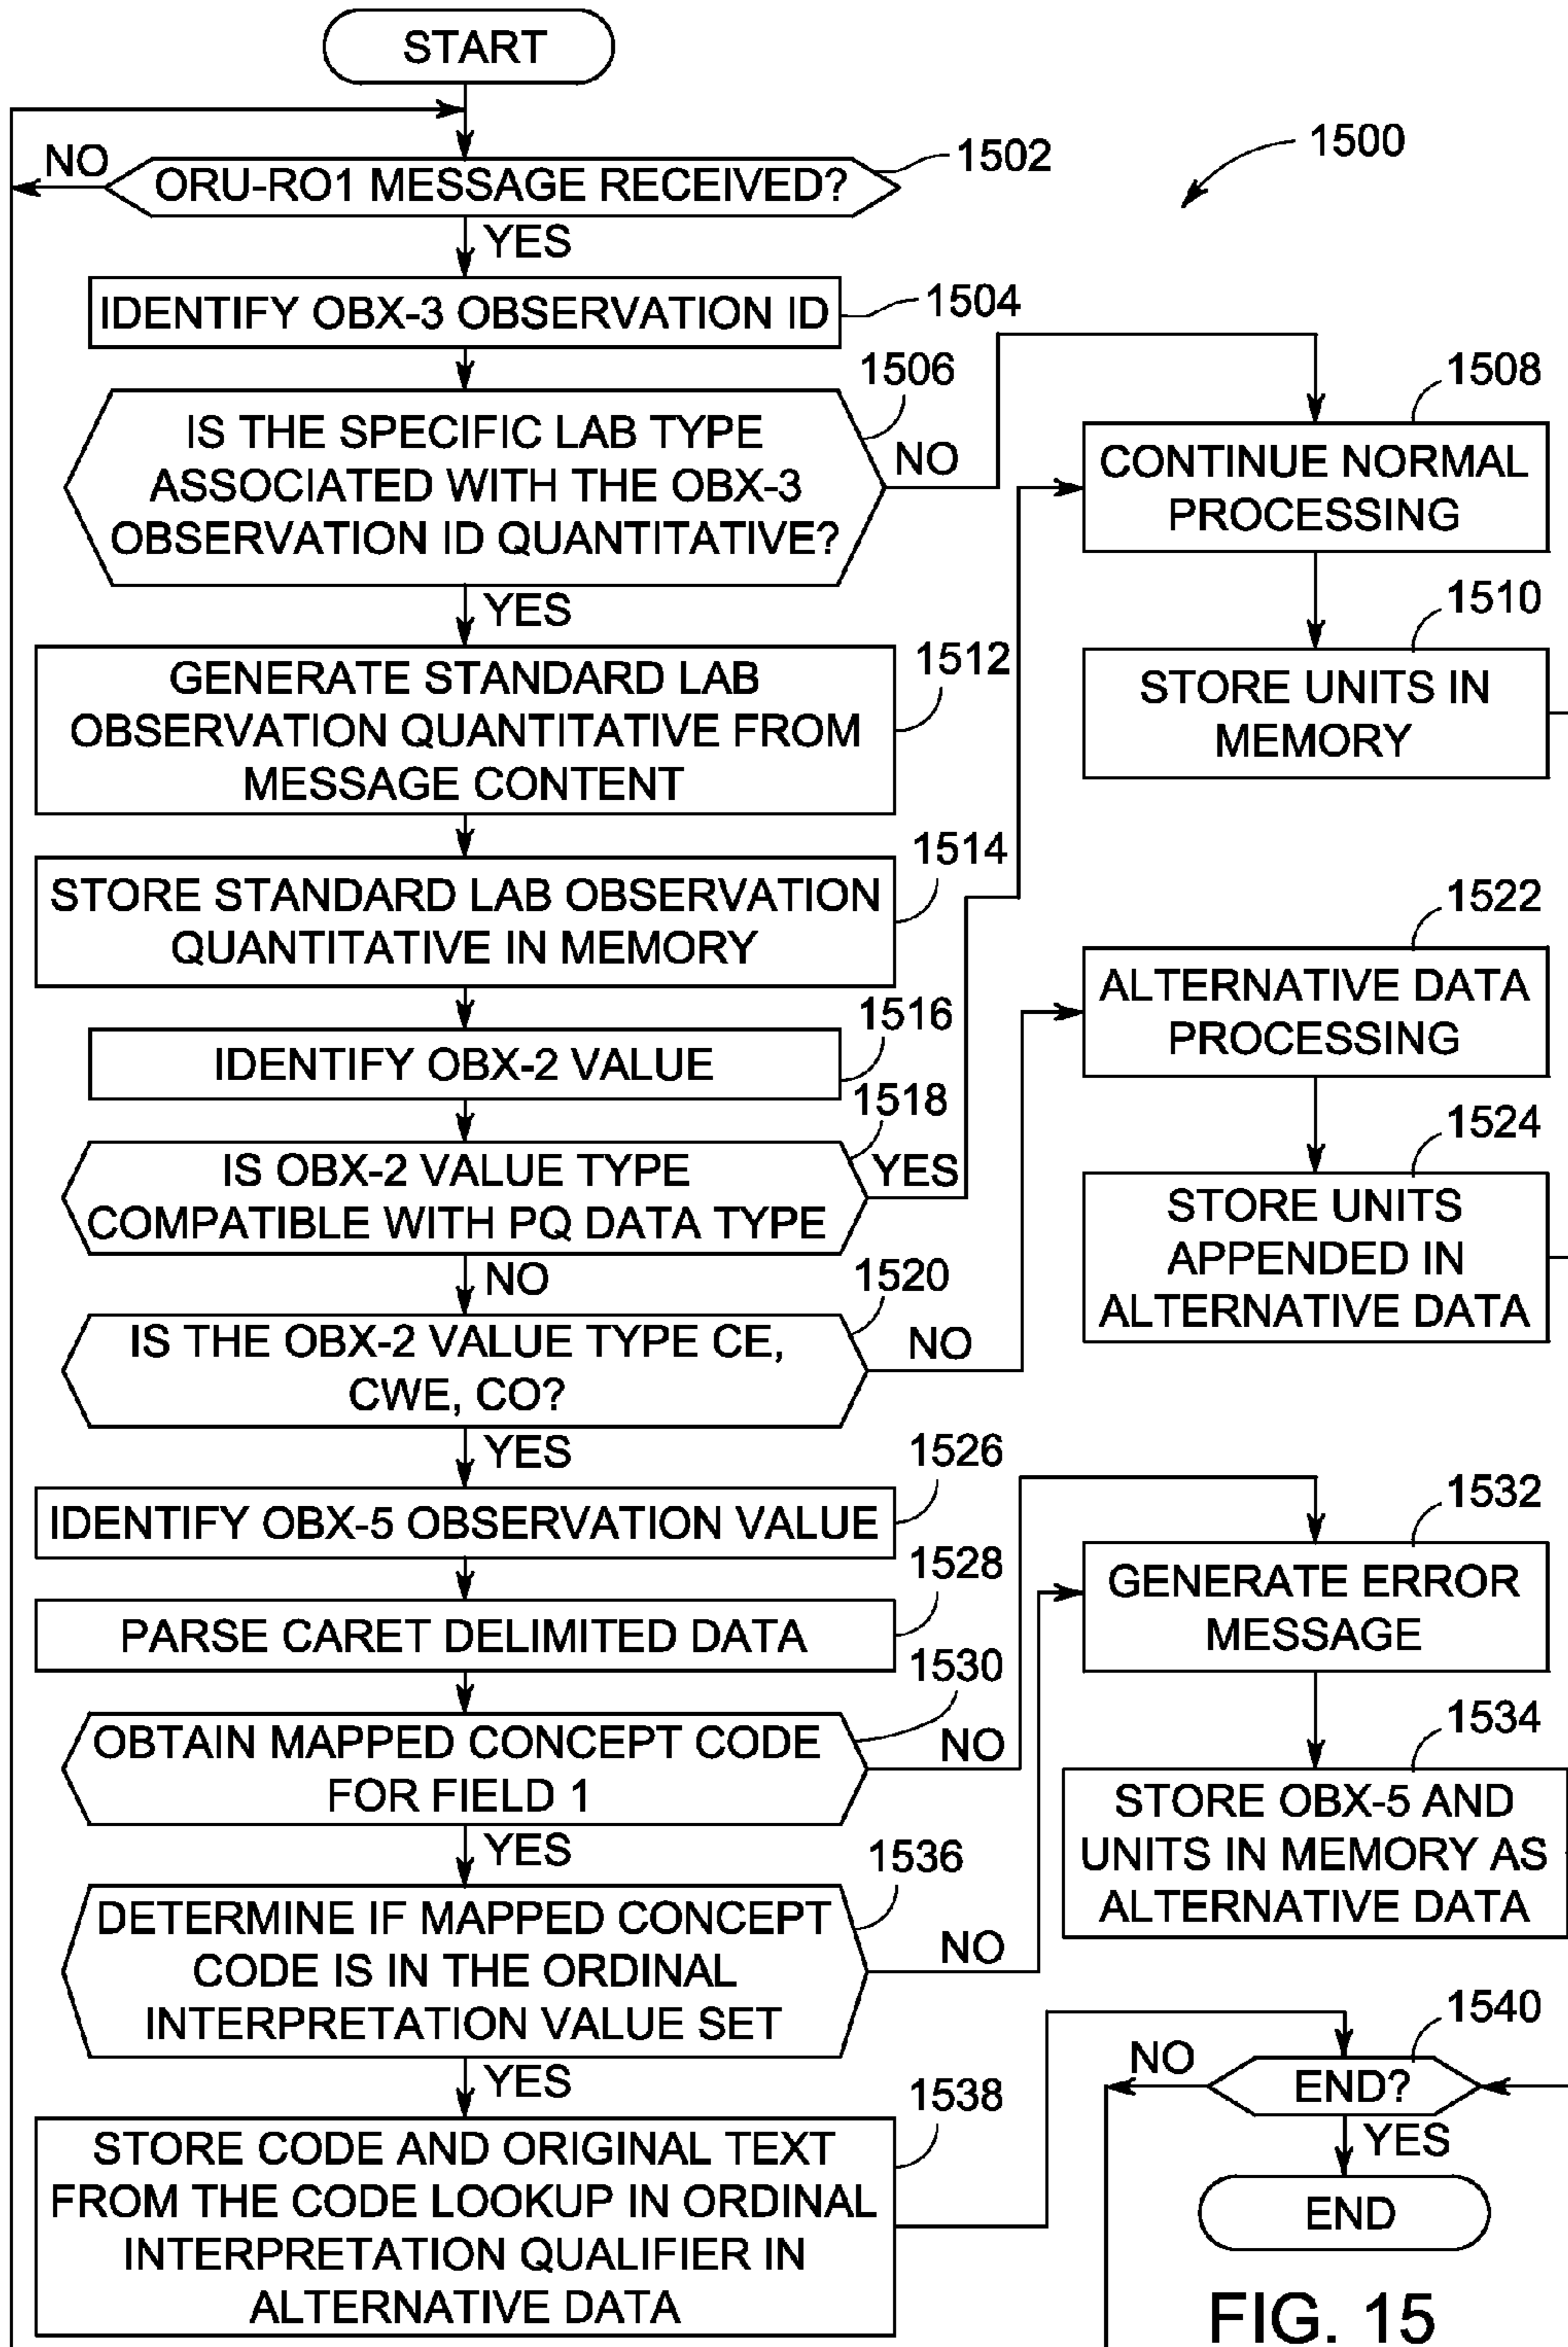 START
NO
ORU-RO1 MESSAGE RECEIVED?
1502
1500
YES
IDENTIFY OBX-3 OBSERVATION ID
1504
1506
IS THE SPECIFIC LAB TYPE
ASSOCIATED WITH THE OBX-3
OBSERVATION ID QUANTITATIVE?
NO
YES
1508
CONTINUE NORMAL
PROCESSING
1510
STORE UNITS IN
MEMORY
GENERATE STANDARD LAB
OBSERVATION QUANTITATIVE FROM
MESSAGE CONTENT
1512
1514
STORE STANDARD LAB OBSERVATION
QUANTITATIVE IN MEMORY
1516
IDENTIFY OBX-2 VALUE
1518
IS OBX-2 VALUE TYPE
COMPATIBLE WITH PQ DATA TYPE
YES
NO
1520
IS THE OBX-2 VALUE TYPE CE,
CWE, CO?
NO
YES
1522
ALTERNATIVE DATA
PROCESSING
1524
STORE UNITS
APPENDED IN
ALTERNATIVE DATA
1526
IDENTIFY OBX-5 OBSERVATION VALUE
1528
PARSE CARET DELIMITED DATA
1530
OBTAIN MAPPED CONCEPT CODE
FOR FIELD 1
NO
YES
1532
GENERATE ERROR
MESSAGE
1534
STORE OBX-5 AND
UNITS IN MEMORY AS
ALTERNATIVE DATA
1536
DETERMINE IF MAPPED CONCEPT
CODE IS IN THE ORDINAL
INTERPRETATION VALUE SET
NO
YES
1538
STORE CODE AND ORIGINAL TEXT
FROM THE CODE LOOKUP IN ORDINAL
INTERPRETATION QUALIFIER IN
ALTERNATIVE DATA
1540
NO
END?
YES
END
FIG. 15